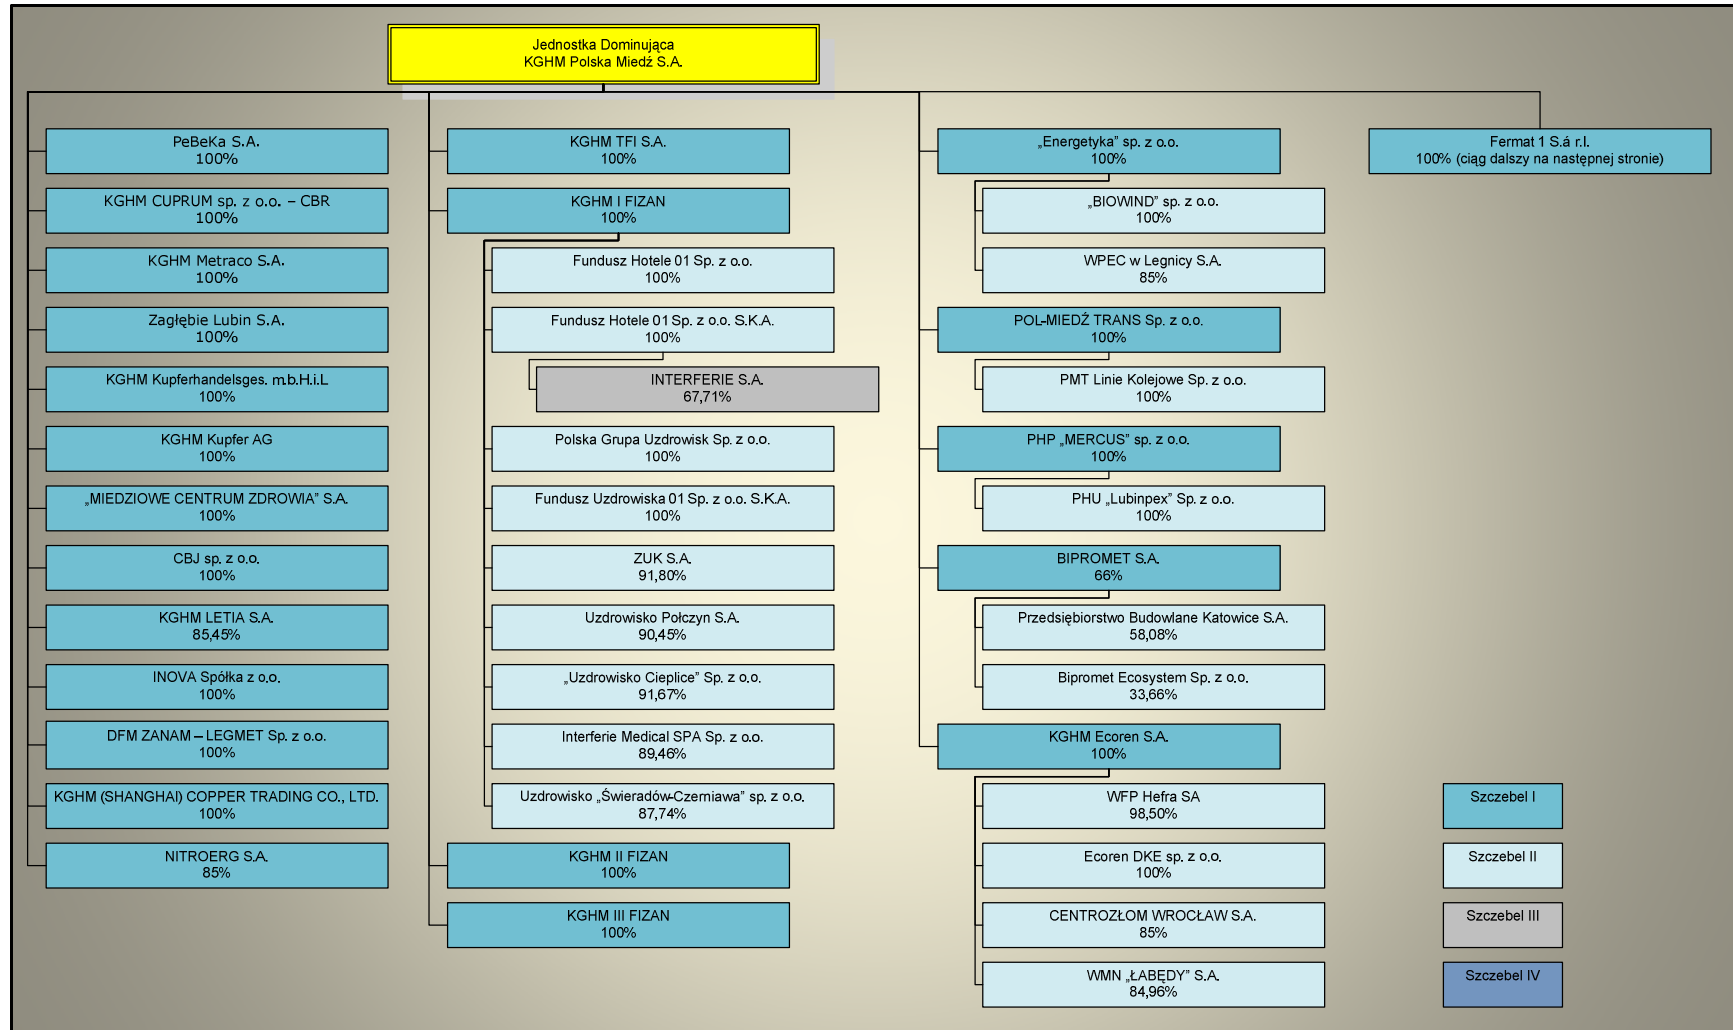 Jednostka Dominująca
KGHM Polska Miedź S.A.
PeBeKa S.A.
100%
KGHM CUPRUM sp. z o.o. – CBR
100%
KGHM Metraco S.A.
100%
Zagłębie Lubin S.A.
100%
KGHM Kupferhandelsges. m.b.H.i.L
100%
KGHM Kupfer AG
100%
„MIEDZIOWE CENTRUM ZDROWIA” S.A.
100%
CBJ sp. z o.o.
100%
KGHM LETIA S.A.
85,45%
INOVA Spółka z o.o.
100%
DFM ZANAM – LEGMET Sp. z o.o.
100%
KGHM (SHANGHAI) COPPER TRADING CO., LTD.
100%
NITROERG S.A.
85%
KGHM TFI S.A.
100%
KGHM I FIZAN
100%
Fundusz Hotele 01 Sp. z o.o.
100%
Fundusz Hotele 01 Sp. z o.o. S.K.A.
100%
INTERFERIE S.A.
67,71%
Polska Grupa Uzdrowisk Sp. z o.o.
100%
Fundusz Uzdrowiska 01 Sp. z o.o. S.K.A.
100%
ZUK S.A.
91,80%
Uzdrowisko Połczyn S.A.
90,45%
„Uzdrowisko Cieplice” Sp. z o.o.
91,67%
Interferie Medical SPA Sp. z o.o.
89,46%
Uzdrowisko „Świeradów-Czerniawa” sp. z o.o.
87,74%
KGHM II FIZAN
100%
KGHM III FIZAN
100%
„Energetyka” sp. z o.o.
100%
„BIOWIND” sp. z o.o.
100%
WPEC w Legnicy S.A.
85%
POL-MIEDŹ TRANS Sp. z o.o.
100%
PMT Linie Kolejowe Sp. z o.o.
100%
PHP „MERCUS” sp. z o.o.
100%
PHU „Lubinpex” Sp. z o.o.
100%
BIPROMET S.A.
66%
Przedsiębiorstwo Budowlane Katowice S.A.
58,08%
Bipromet Ecosystem Sp. z o.o.
33,66%
KGHM Ecoren S.A.
100%
WFP Hefra SA
98,50%
Ecoren DKE sp. z o.o.
100%
CENTROZŁOM WROCŁAW S.A.
85%
WMN „ŁABĘDY” S.A.
84,96%
Fermat 1 S.á r.l.
100% (ciąg dalszy na następnej stronie)
Szczebel I
Szczebel II
Szczebel III
Szczebel IV